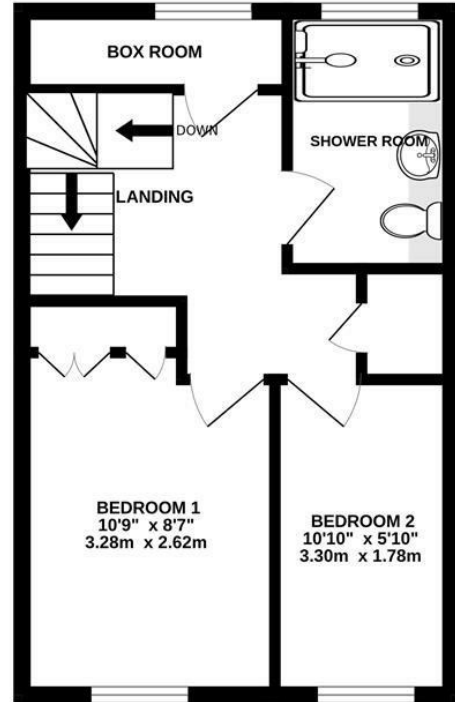 BOX ROOM
DOWN
SHOWER ROOM
LANDING
BEDROOM 1
10'9" x 8'7"
3.28m x 2.62m
BEDROOM 2
10'10" x 5'10"
3.30m x 1.78m